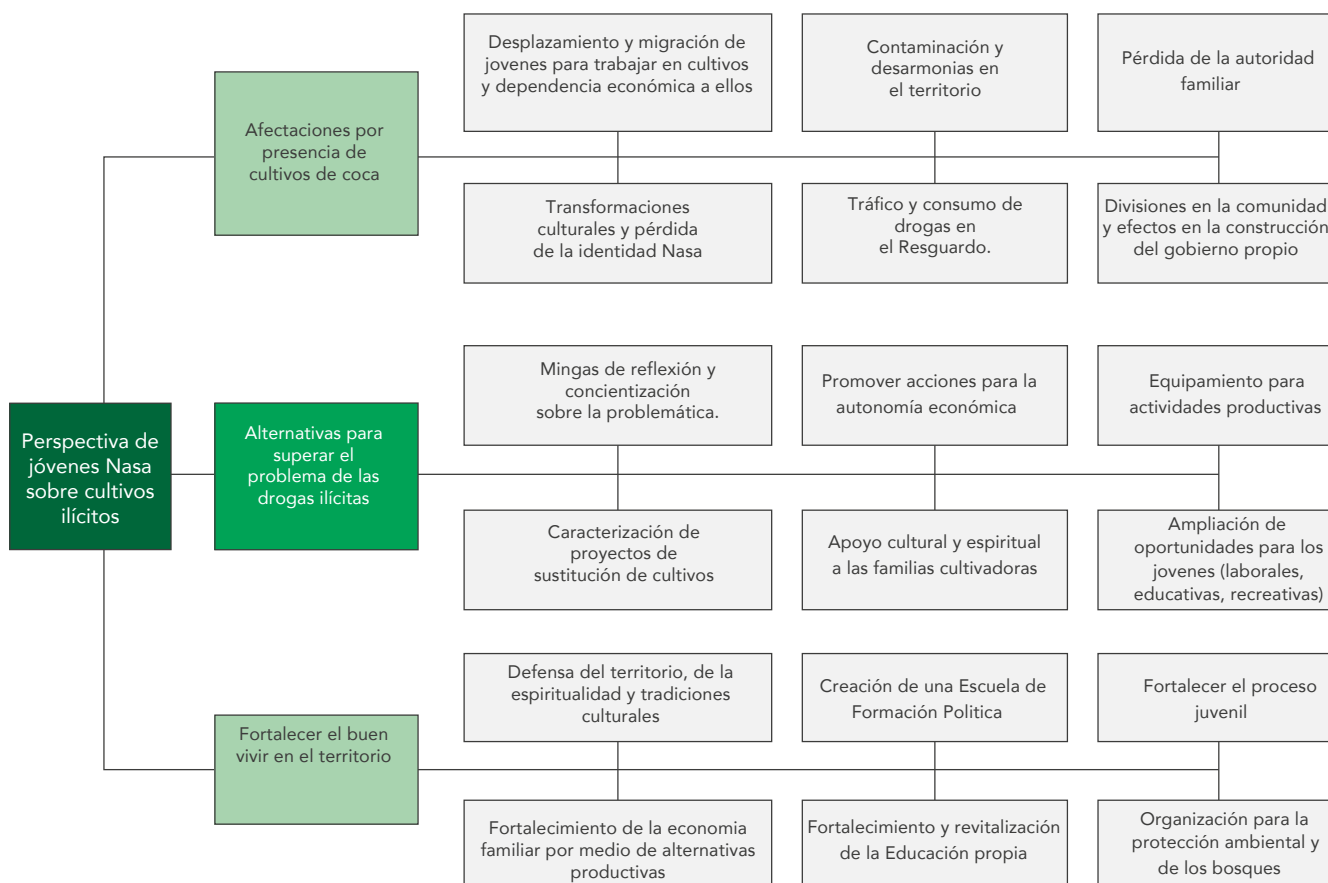 Perspectiva de
jóvenes Nasa
sobre cultivos
ilícitos
Afectaciones por
presencia de
cultivos de coca
Desplazamiento y migración de
jovenes para trabajar en cultivos
y dependencia económica a ellos
Contaminación y
desarmonias en
el territorio
Pérdida de la autoridad
familiar
Transformaciones
culturales y pérdida
de la identidad Nasa
Tráfico y consumo de
drogas en
el Resguardo.
Divisiones en la comunidad
y efectos en la construcción
del gobierno propio
Alternativas para
superar el
problema de las
drogas ilícitas
Mingas de reflexión y
concientización
sobre la problemática.
Promover acciones para la
autonomía económica
Equipamiento para
actividades productivas
Caracterización de
proyectos de
sustitución de cultivos
Apoyo cultural y espiritual
a las familias cultivadoras
Ampliación de
oportunidades para los
jovenes (laborales,
educativas, recreativas)
Fortalecer el buen
vivir en el territorio
Defensa del territorio, de la
espiritualidad y tradiciones
culturales
Creación de una Escuela de
Formación Politica
Fortalecer el proceso
juvenil
Fortalecimiento de la economia
familiar por medio de alternativas
productivas
Fortalecimiento y revitalización
de la Educación propia
Organización para la
protección ambiental y
de los bosques